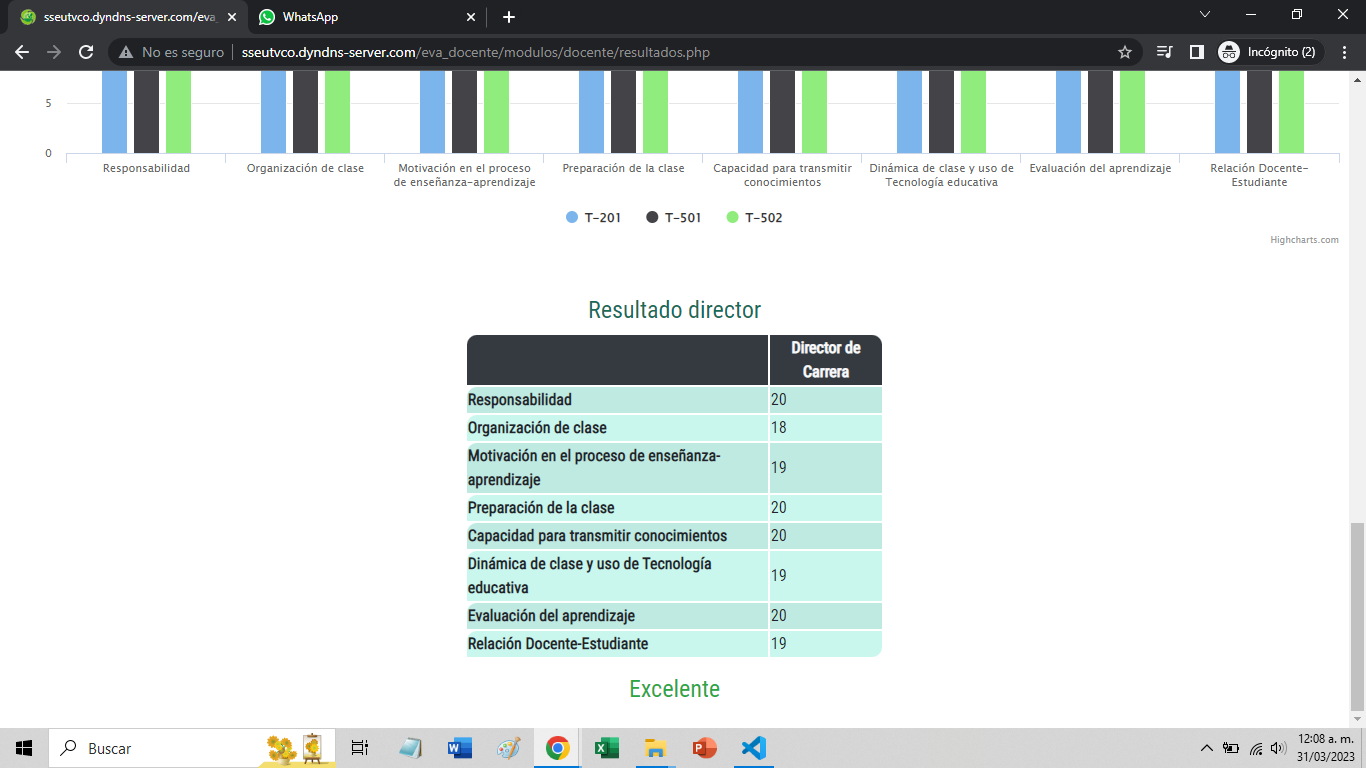 sseutvco.dyndns-server.com/eva_
WhatsApp
No es seguro
sseutvco.dyndns-server.com/eva_docente/modulos/docente/resultados.php
Incógnito (2)
5
0
Responsabilidad
Organización de clase
Motivación en el proceso
de enseñanza-aprendizaje
Preparación de la clase
Capacidad para transmitir
conocimientos
Dinámica de clase y uso de
Tecnología educativa
Evaluación del aprendizaje
Relación Docente-
Estudiante
T-201
T-501
T-502
Highcharts.com
Resultado director
Director de
Carrera
Responsabilidad 20
Organización de clase 18
Motivación en el proceso de enseñanza-
aprendizaje 19
Preparación de la clase 20
Capacidad para transmitir conocimientos 20
Dinámica de clase y uso de Tecnología
educativa 19
Evaluación del aprendizaje 20
Relación Docente-Estudiante 19
Excelente
Buscar
12:08 a. m.
31/03/2023